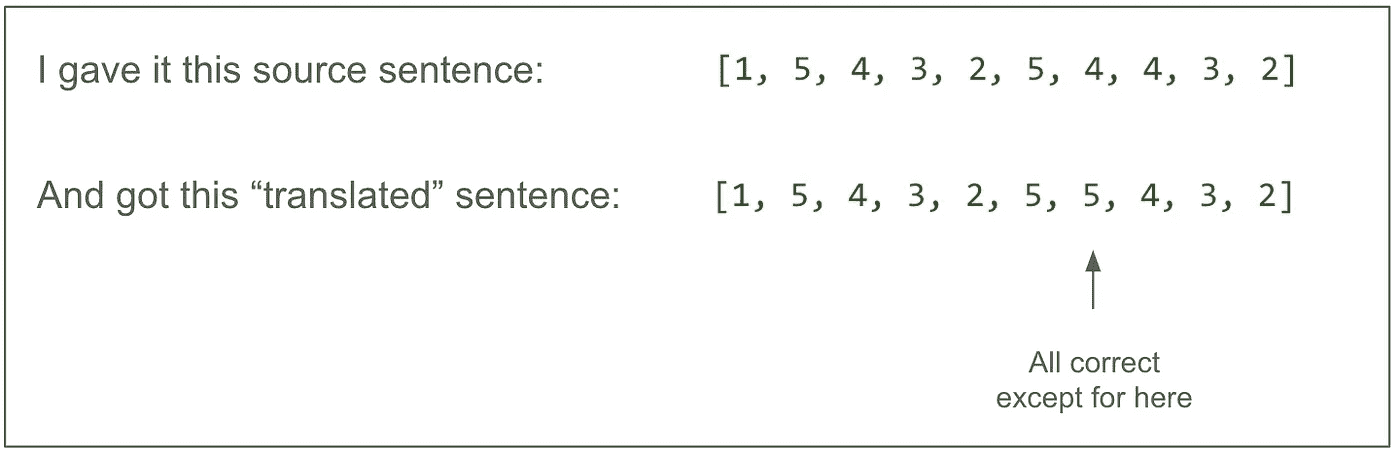 I gave it this source sentence: [1, 5, 4, 3, 2, 5, 4, 4, 3, 2]
And got this “translated” sentence: [1, 5, 4, 3, 2, 5, 5, 4, 3, 2]
All correct
except for here